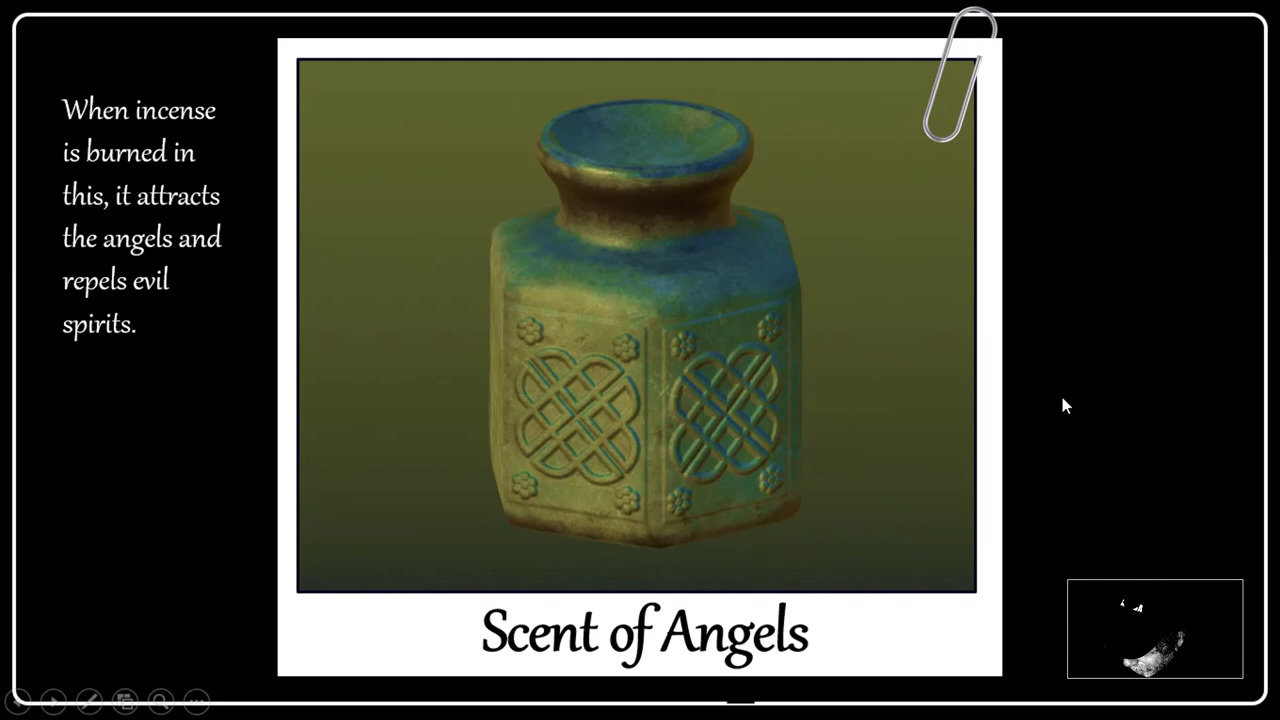 When incense
is burned in
this, it attracts
the angels and
repels evil
spirits.
Scent of Angels